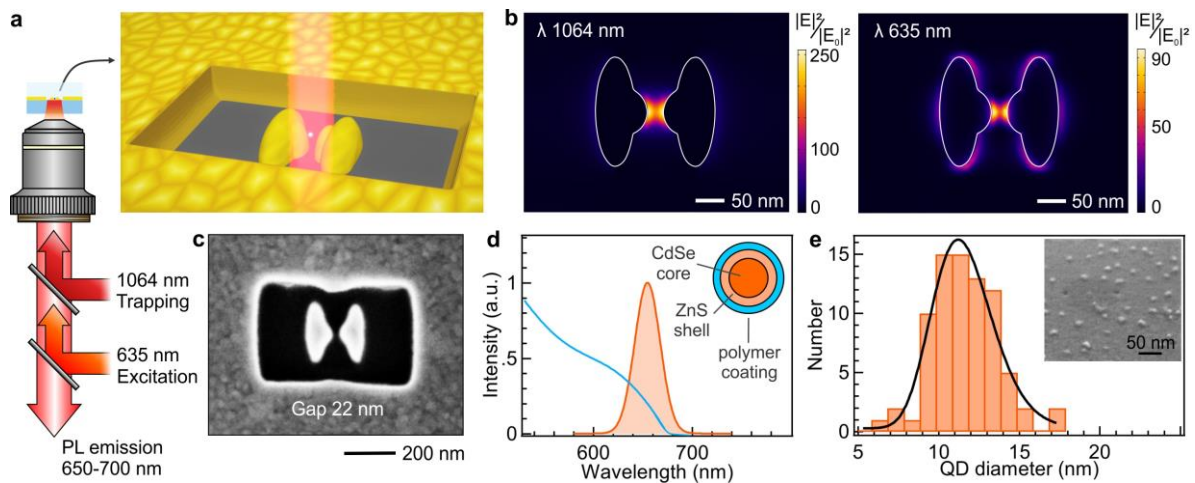 a
1064 nm
Trapping
635 nm
Excitation
PL emission
650-700 nm
b
λ 1064 nm
50 nm
|E|²/|E₀|²
250
100
0
λ 635 nm
50 nm
|E|²/|E₀|²
90
50
0
c
Gap 22 nm
200 nm
d
Intensity (a.u.)
1
.5
0
CdSe
core
ZnS
shell
polymer
coating
600
700
Wavelength (nm)
e
Number
15
10
5
0
50 nm
5
10
15
20
QD diameter (nm)